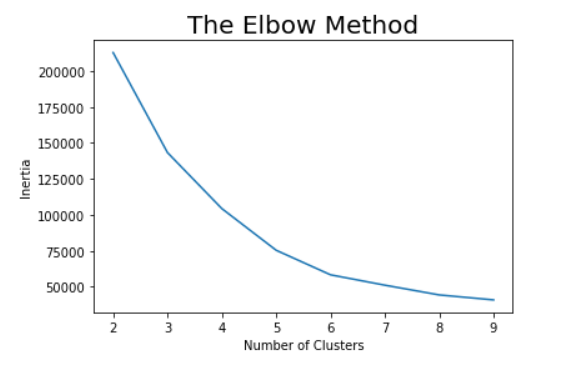 The Elbow Method
200000
175000
150000
125000
100000
75000
50000
Inertia
2 3 4 5 6 7 8 9
Number of Clusters